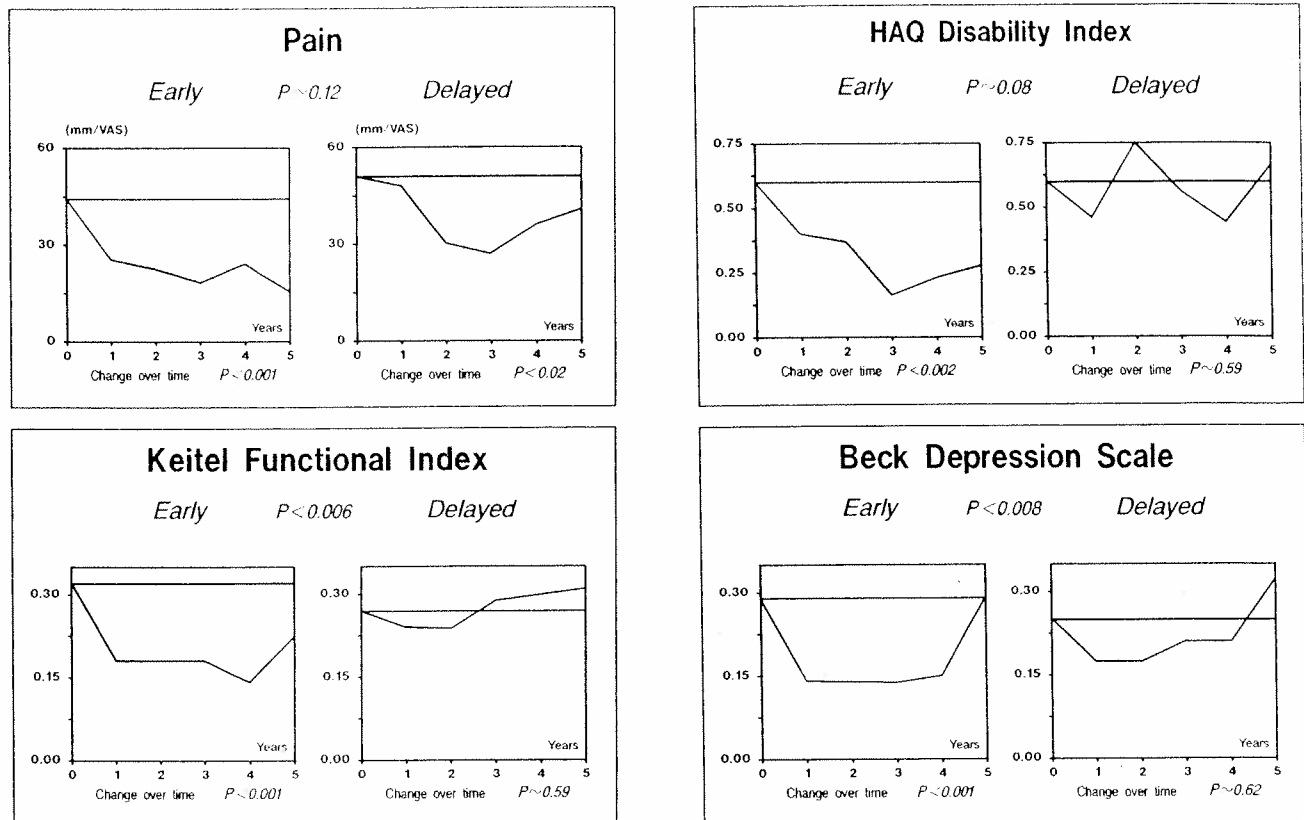 Pain
Early P~0.12 Delayed
(mm/VAS) (mm/VAS)
60 60
30 30
0 0
Years Years
0 1 2 3 4 5 0 1 2 3 4 5
Change over time P<0.001 Change over time P<0.02
HAQ Disability Index
Early P~0.08 Delayed
0.75 0.75
0.50 0.50
0.25 0.25
0.00 0.00
Years Years
0 1 2 3 4 5 0 1 2 3 4 5
Change over time P<0.002 Change over time P~0.59
Keitel Functional Index
Early P<0.006 Delayed
0.30 0.30
0.15 0.15
0.00 0.00
Years Years
0 1 2 3 4 5 0 1 2 3 4 5
Change over time P<0.001 Change over time P~0.59
Beck Depression Scale
Early P<0.008 Delayed
0.30 0.30
0.15 0.15
0.00 0.00
Years Years
0 1 2 3 4 5 0 1 2 3 4 5
Change over time P<0.001 Change over time P~0.62